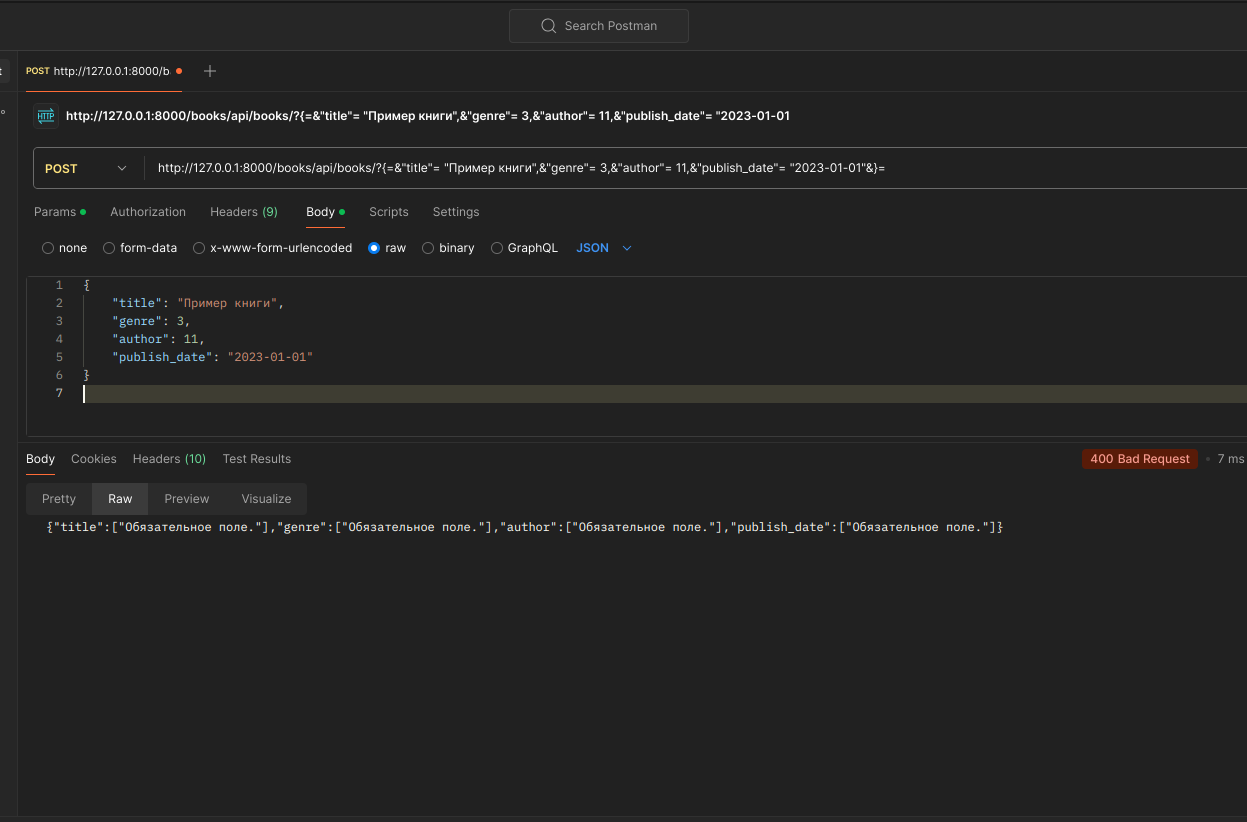 Search Postman
t
POST http://127.0.0.1:8000/b
HTTP http://127.0.0.1:8000/books/api/books/?{=&"title"= "Пример книги",&"genre"= 3,&"author"= 11,&"publish_date"= "2023-01-01
POST http://127.0.0.1:8000/books/api/books/?{=&"title"= "Пример книги",&"genre"= 3,&"author"= 11,&"publish_date"= "2023-01-01"&}=
Params Authorization Headers (9) Body Scripts Settings
none form-data x-www-form-urlencoded raw binary GraphQL JSON
1 {
2 "title": "Пример книги",
3 "genre": 3,
4 "author": 11,
5 "publish_date": "2023-01-01"
6 }
7
Body Cookies Headers (10) Test Results 400 Bad Request • 7 ms
Pretty Raw Preview Visualize
{"title":["Обязательное поле."],"genre":["Обязательное поле."],"author":["Обязательное поле."],"publish_date":["Обязательное поле."]}